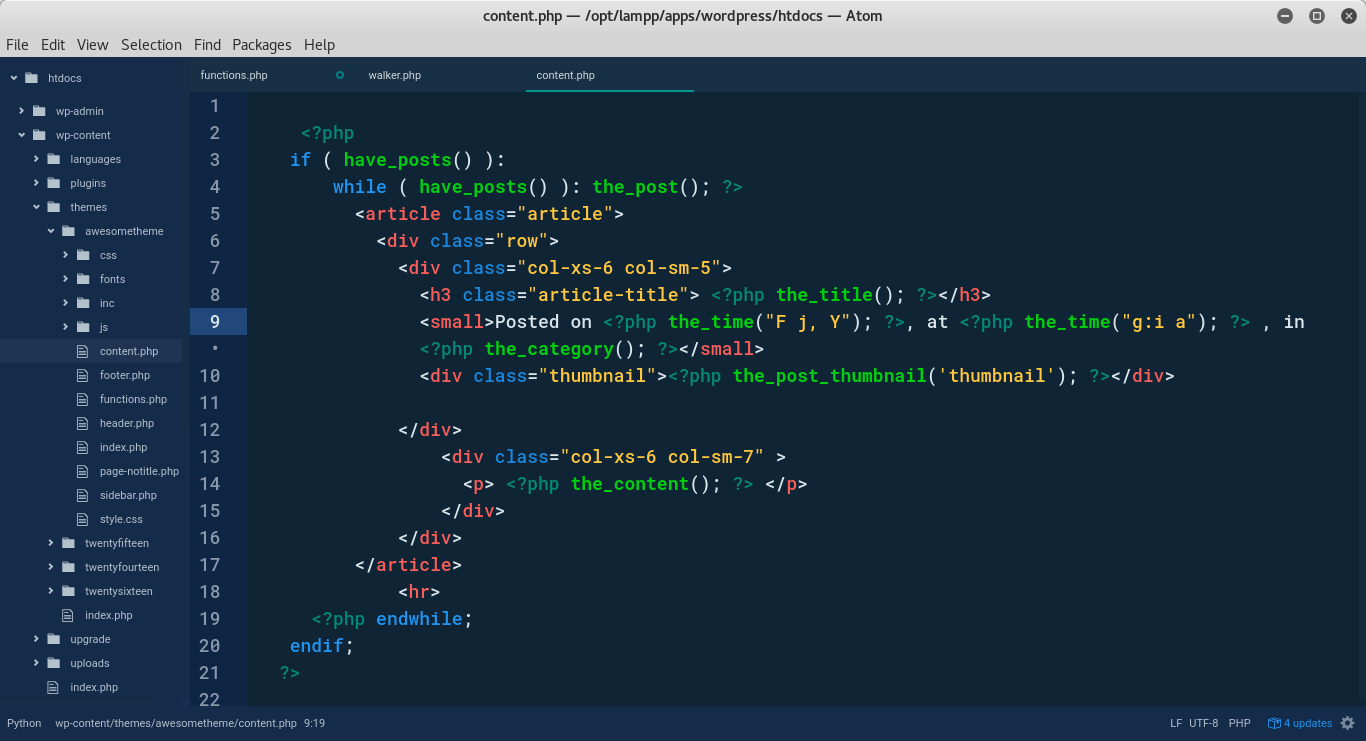 content.php — /opt/lampp/apps/wordpress/htdocs — Atom
File Edit View Selection Find Packages Help
htdocs
wp-admin
wp-content
languages
plugins
themes
awesometheme
css
fonts
inc
js
content.php
footer.php
functions.php
header.php
index.php
page-notitle.php
sidebar.php
style.css
twentyfifteen
twentyfourteen
twentysixteen
index.php
upgrade
uploads
index.php
functions.php walker.php content.php
1
2 <?php
3 if ( have_posts() ):
4 while ( have_posts() ): the_post(); ?>
5 <article class="article">
6 <div class="row">
7 <div class="col-xs-6 col-sm-5">
8 <h3 class="article-title"> <?php the_title(); ?></h3>
9 <small>Posted on <?php the_time("F j, Y"); ?>, at <?php the_time("g:i a"); ?> , in
• <?php the_category(); ?></small>
10 <div class="thumbnail"><?php the_post_thumbnail('thumbnail'); ?></div>
11
12 </div>
13 <div class="col-xs-6 col-sm-7" >
14 <p> <?php the_content(); ?> </p>
15 </div>
16 </div>
17 </article>
18 <hr>
19 <?php endwhile;
20 endif;
21 ?>
22
Python wp-content/themes/awesometheme/content.php 9:19 LF UTF-8 PHP 4 updates